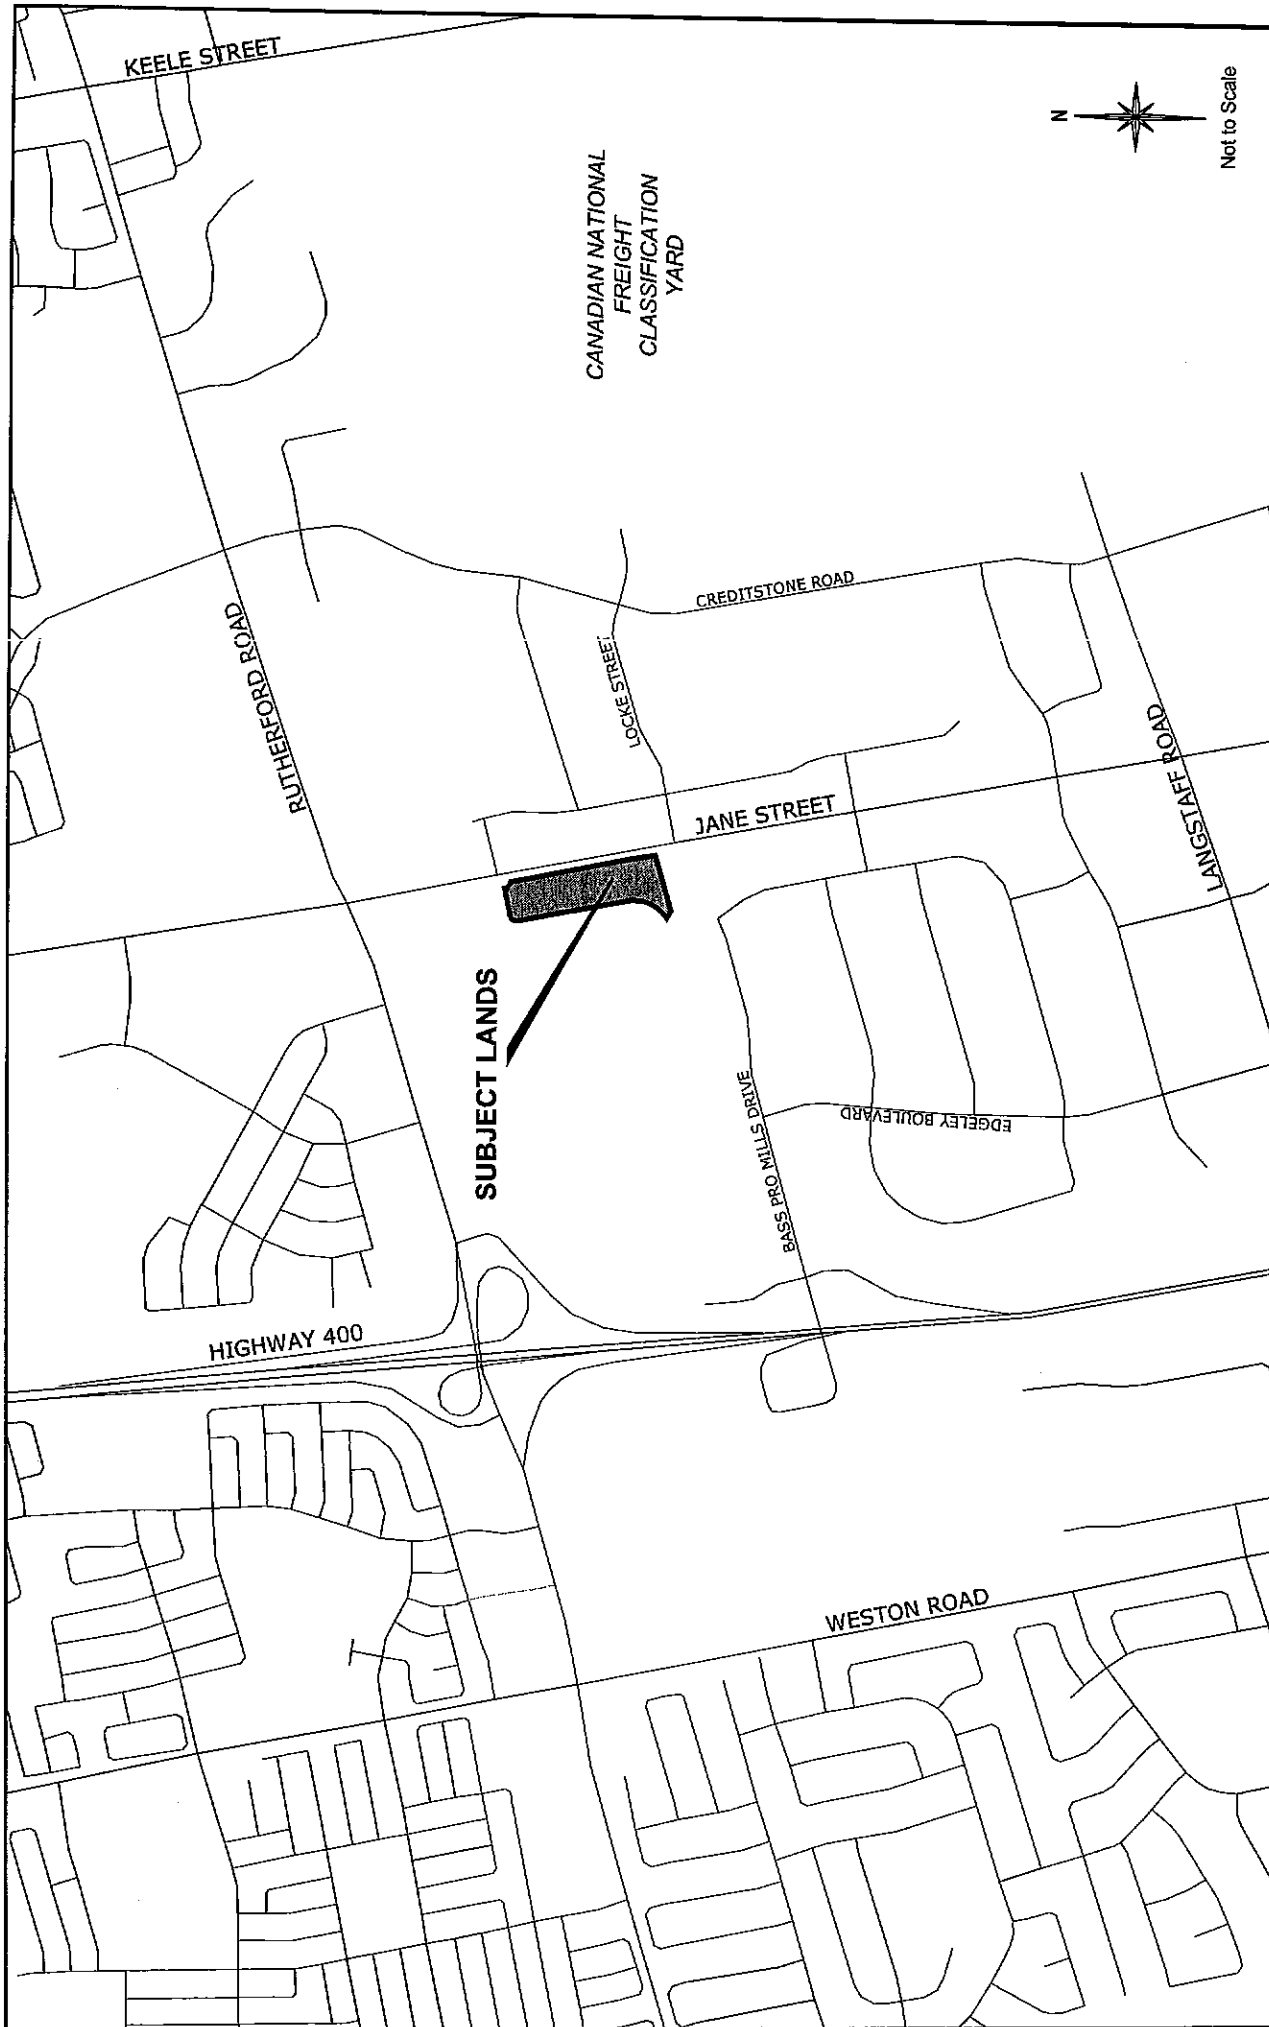 KEELE STREET
N
Not to Scale
CANADIAN NATIONAL
FREIGHT
CLASSIFICATION
YARD
RUTHERFORD ROAD
CREDITSTONE ROAD
LOCKE STREET
JANE STREET
LANGSTAFF ROAD
SUBJECT LANDS
BASS PRO MILLS DRIVE
EDGELEY BOULEVARD
HIGHWAY 400
WESTON ROAD